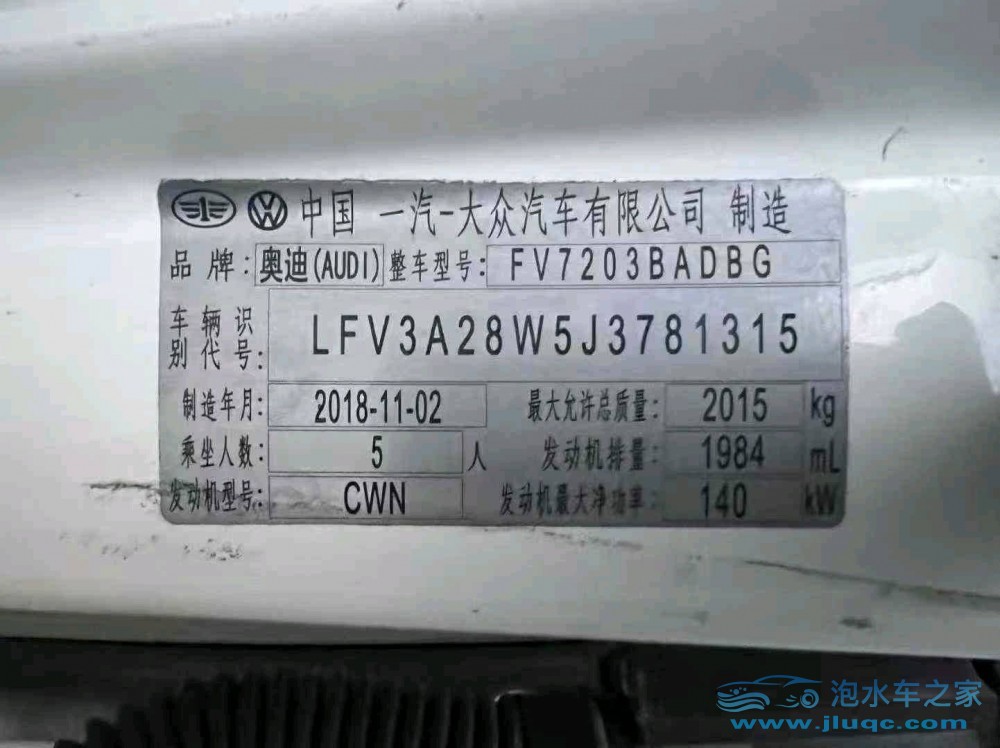 中国 一汽-大众汽车有限公司 制造
品牌: 奥迪(AUDI) 整车型号: FV7203BADBG
车辆识别代号: LFV3A28W5J3781315
制造年月: 2018-11-02 最大允许总质量: 2015 kg
乘坐人数: 5 人 发动机排量: 1984 mL
发动机型号: CWN 发动机最大净功率: 140 kW
泡水车之家
www.jluqc.com